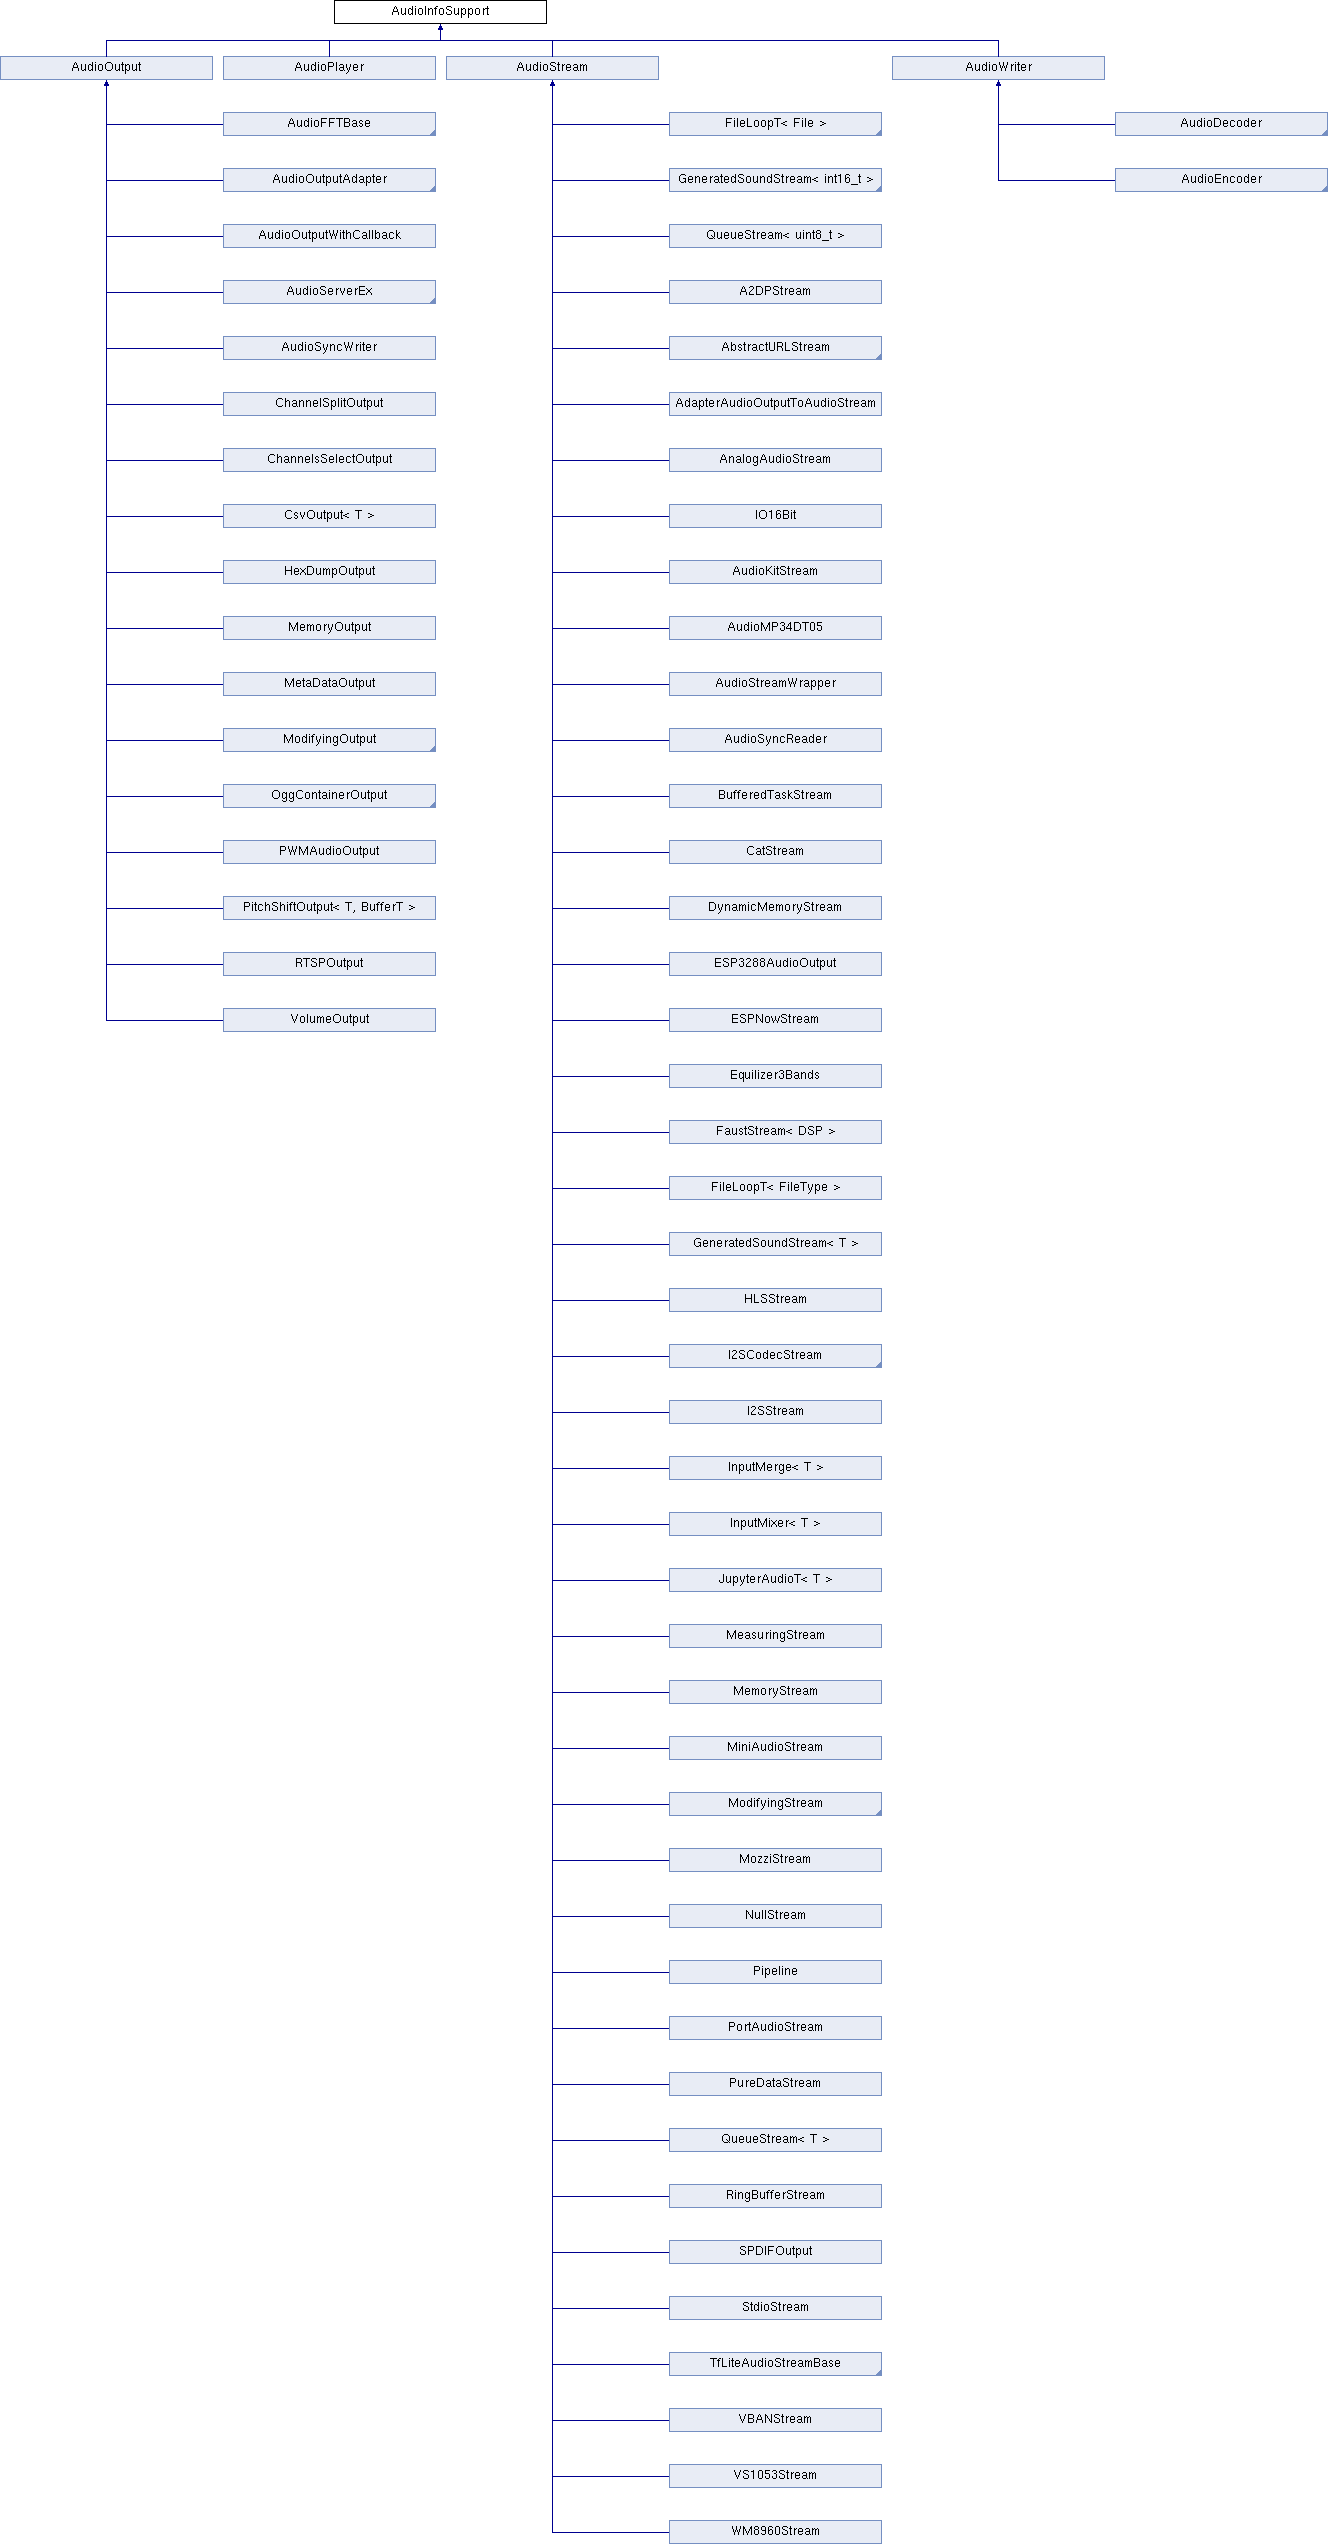 AudioInfoSupport
AudioOutput
AudioPlayer
AudioStream
AudioWriter
AudioFFTBase
AudioOutputAdapter
AudioOutputWithCallback
AudioServerEx
AudioSyncWriter
ChannelSplitOutput
ChannelsSelectOutput
CsvOutput< T >
HexDumpOutput
MemoryOutput
MetaDataOutput
ModifyingOutput
OggContainerOutput
PWMAudioOutput
PitchShiftOutput< T, BufferT >
RTSPOutput
VolumeOutput
FileLoopT< File >
GeneratedSoundStream< int16_t >
QueueStream< uint8_t >
A2DPStream
AbstractURLStream
AdapterAudioOutputToAudioStream
AnalogAudioStream
IO16Bit
AudioKitStream
AudioMP34DT05
AudioStreamWrapper
AudioSyncReader
BufferedTaskStream
CatStream
DynamicMemoryStream
ESP3288AudioOutput
ESPNowStream
Equilizer3Bands
FaustStream< DSP >
FileLoopT< FileType >
GeneratedSoundStream< T >
HLSStream
I2SCodecStream
I2SStream
InputMerge< T >
InputMixer< T >
JupyterAudioT< T >
MeasuringStream
MemoryStream
MiniAudioStream
ModifyingStream
MozziStream
NullStream
Pipeline
PortAudioStream
PureDataStream
QueueStream< T >
RingBufferStream
SPDIFOutput
StdioStream
TfLiteAudioStreamBase
VBANStream
VS1053Stream
WM8960Stream
AudioDecoder
AudioEncoder